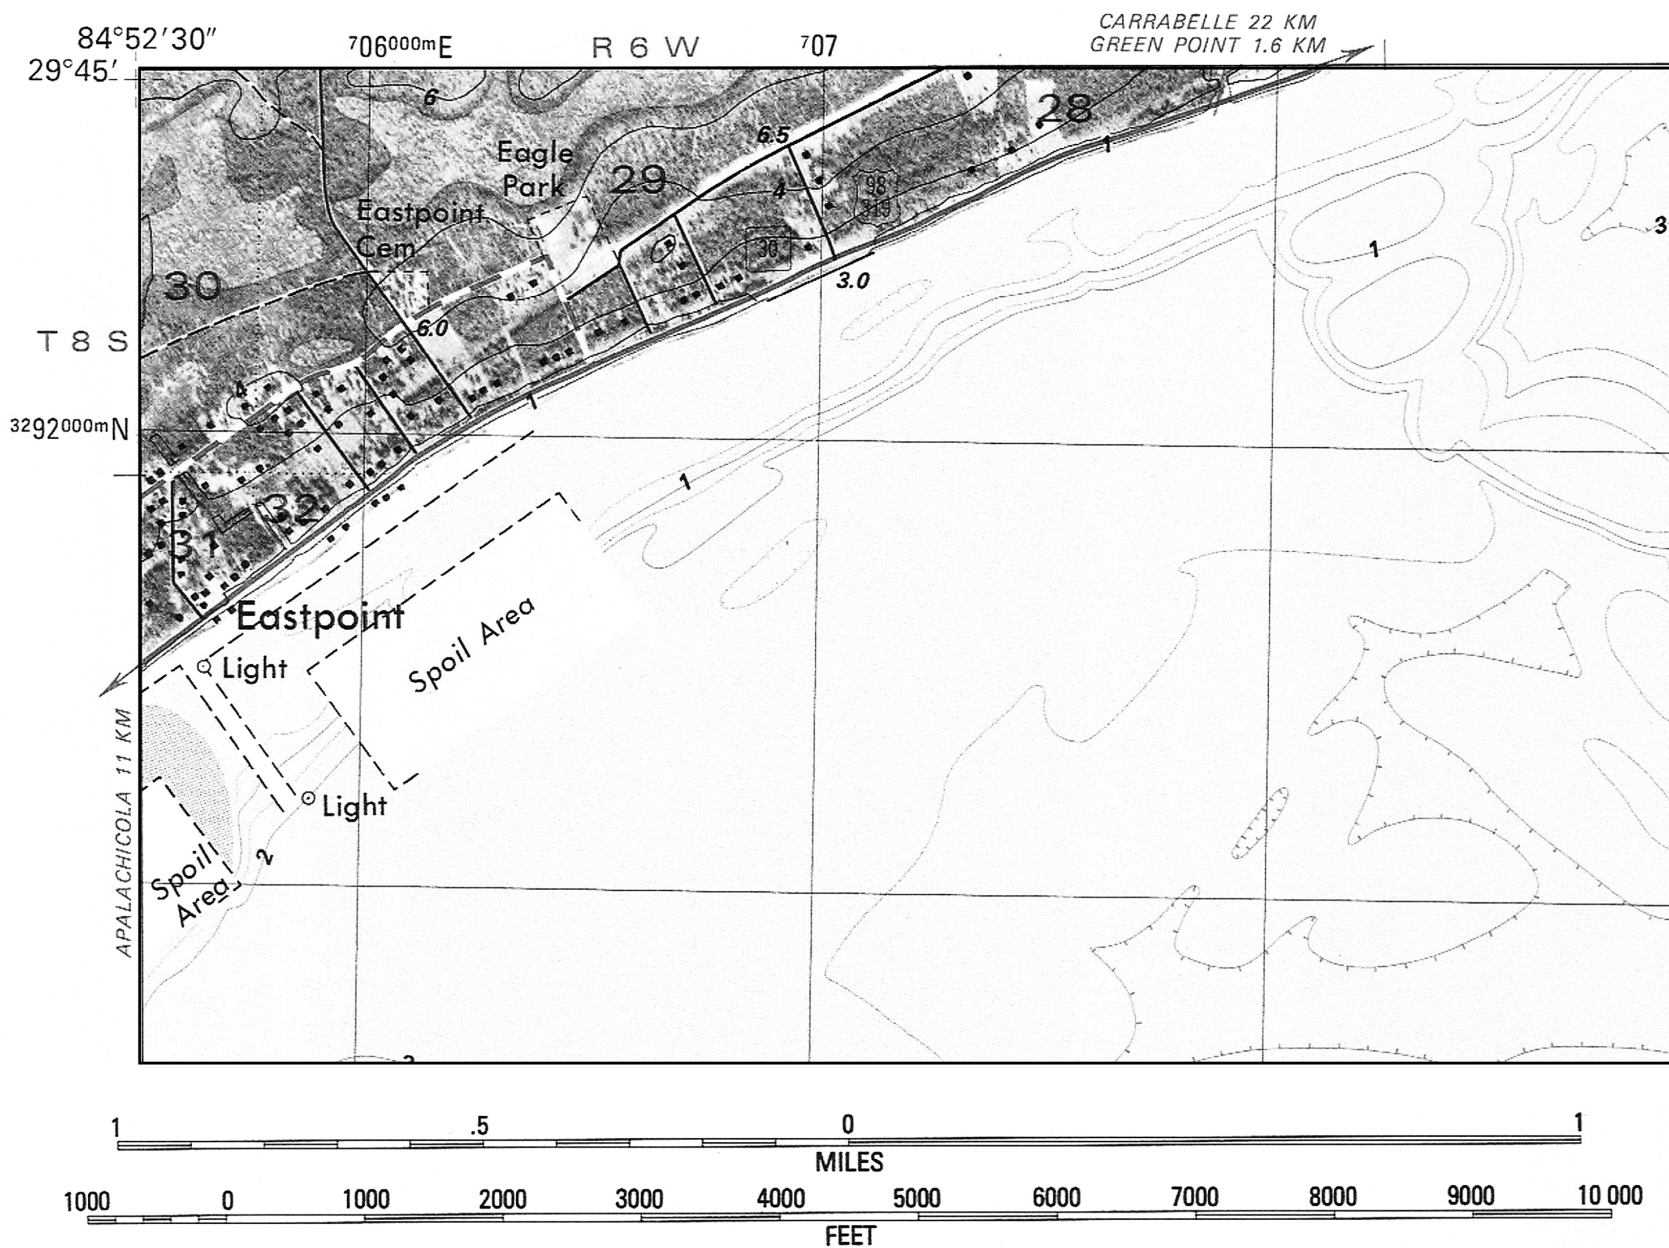 CARRABELLE 22 KM
GREEN POINT 1.6 KM
84°52'30"
706000mE
R 6 W
707
29°45'
6
28
1
6.5
Eagle
Park
29
4
98
319
Eastpoint
Cem
30
3
30
1
3.0
6.0
T 8 S
4
3292000mN
1
32
31
Eastpoint
Spoil Area
Light
Light
2
Spoil
Area
APALACHICOLA 11 KM
1 .5 0 1
MILES
1000 0 1000 2000 3000 4000 5000 6000 7000 8000 9000 10 000
FEET